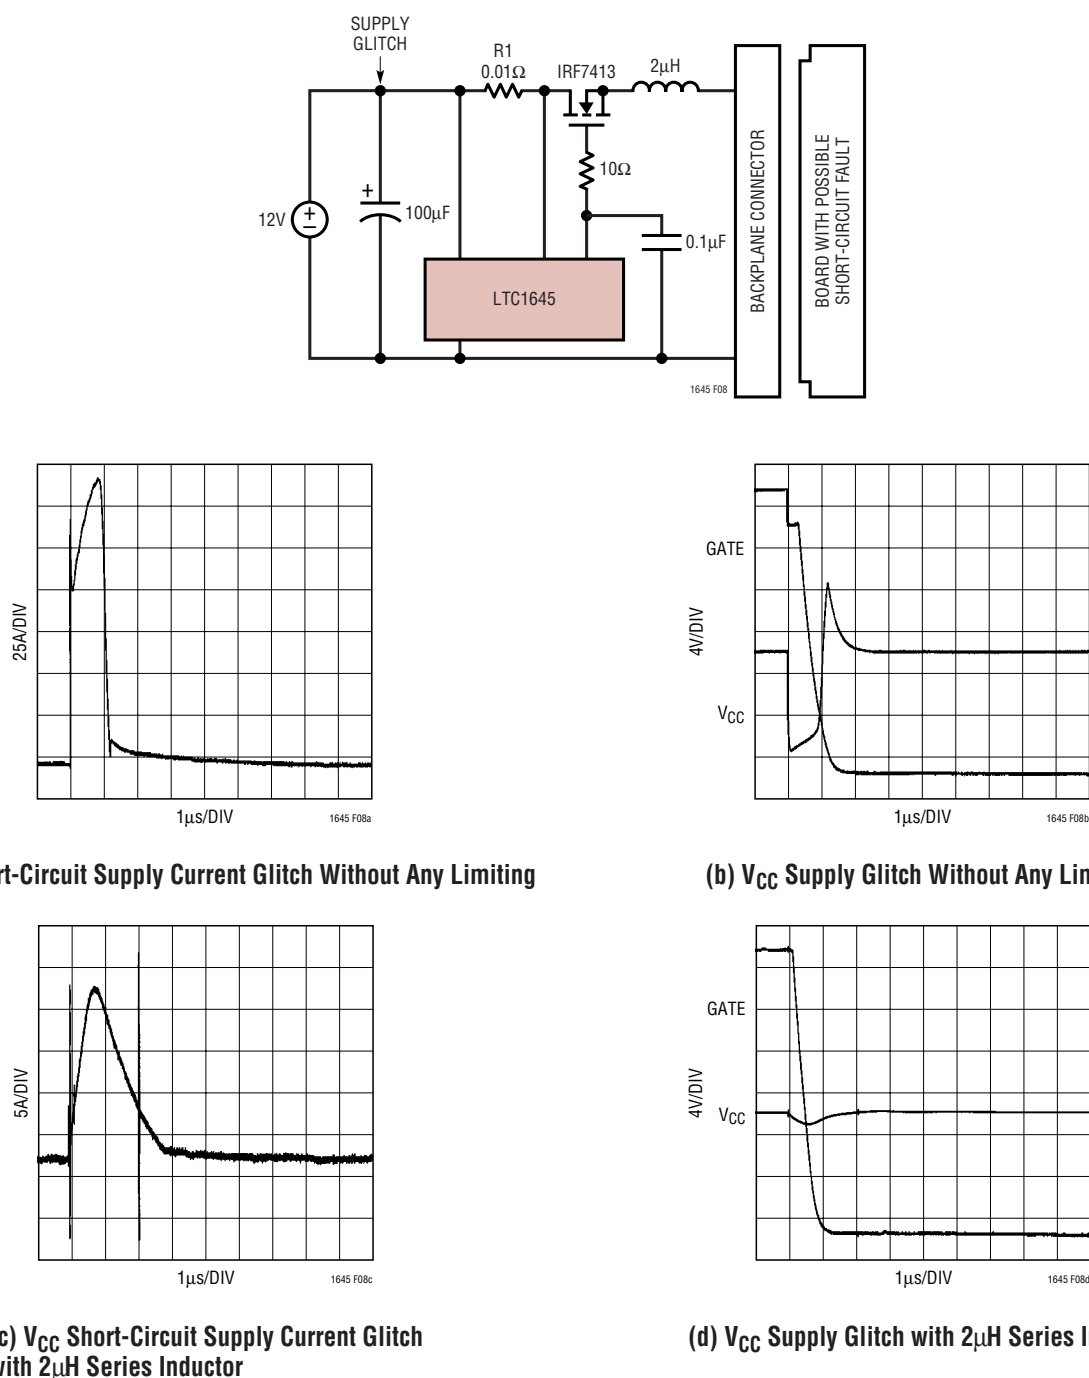 SUPPLY
GLITCH
R1
0.01Ω
IRF7413
2µH
10Ω
12V
+
100µF
0.1µF
LTC1645
BACKPLANE CONNECTOR
BOARD WITH POSSIBLE
SHORT-CIRCUIT FAULT
1645 F08
25A/DIV
1µs/DIV
1645 F08a
GATE
4V/DIV
VCC
1µs/DIV
1645 F08b
rt-Circuit Supply Current Glitch Without Any Limiting
(b) VCC Supply Glitch Without Any Lim
5A/DIV
1µs/DIV
1645 F08c
GATE
4V/DIV
VCC
1µs/DIV
1645 F08d
c) VCC Short-Circuit Supply Current Glitch
with 2µH Series Inductor
(d) VCC Supply Glitch with 2µH Series I